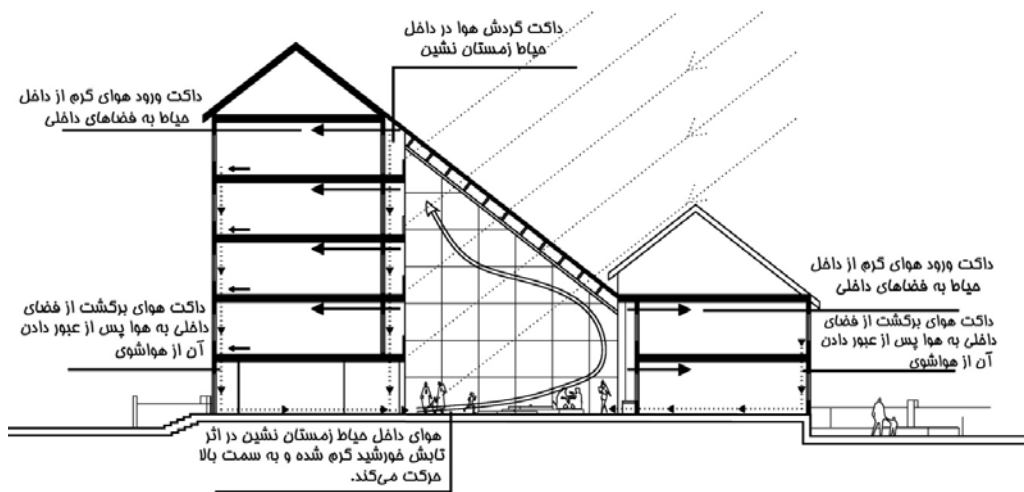 داکت گردش هوا در داخل
حیاط زمستان نشین
داکت ورود هوای گرم از داخل
حیاط به فضاهای داخلی
داکت ورود هوای گرم از داخل
حیاط به فضاهای داخلی
داکت هوای برگشت از فضای
داخلی به هوا پس از عبور دادن
آن از هواشوی
داکت هوای برگشت از فضای
داخلی به هوا پس از عبور دادن
آن از هواشوی
هوای داخل حیاط زمستان نشین در اثر
تابش خورشید گرم شده و به سمت بالا
حرکت می‌کند.